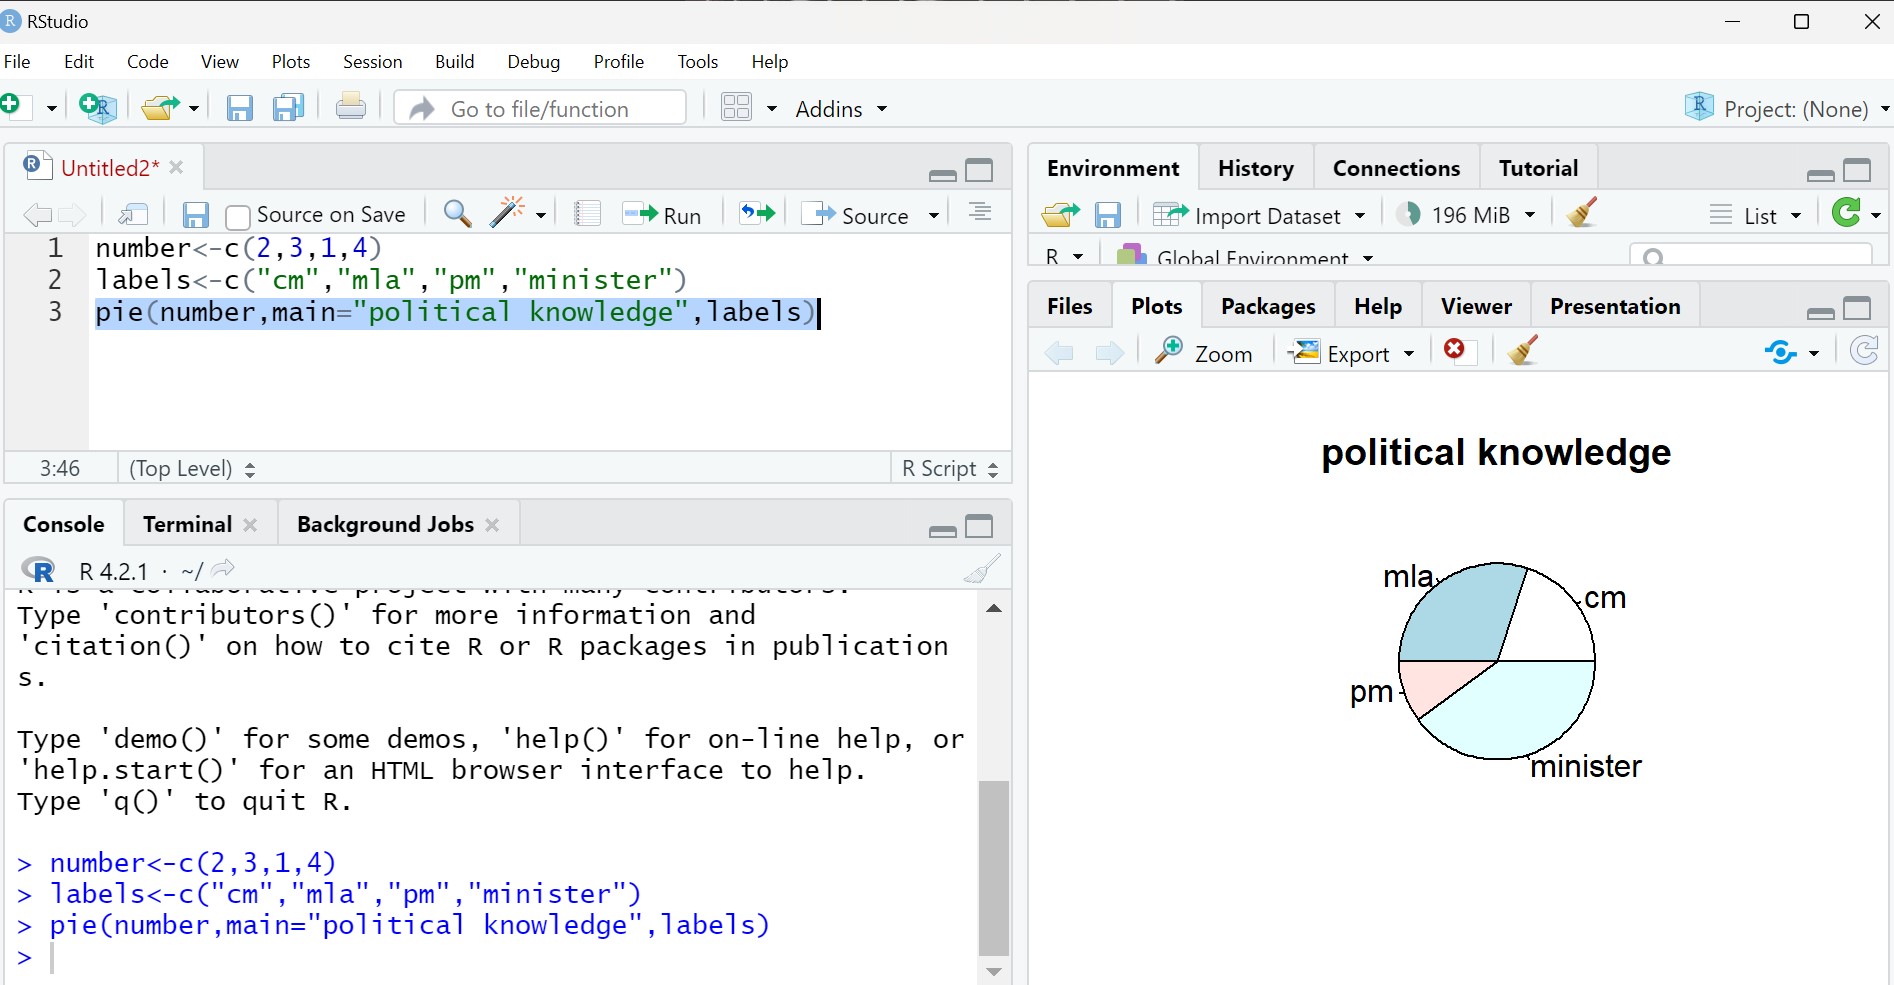 RStudio
File Edit Code View Plots Session Build Debug Profile Tools Help
Go to file/function Addins Project: (None)
Untitled2*
Source on Save Run Source
1 number<-c(2,3,1,4)
2 labels<-c("cm","mla","pm","minister")
3 pie(number,main="political knowledge",labels)
3:46 (Top Level) R Script
Console Terminal Background Jobs
R 4.2.1 · ~/
R is a collaborative project with many contributors.
Type 'contributors()' for more information and
'citation()' on how to cite R or R packages in publication
s.
Type 'demo()' for some demos, 'help()' for on-line help, or
'help.start()' for an HTML browser interface to help.
Type 'q()' to quit R.
> number<-c(2,3,1,4)
> labels<-c("cm","mla","pm","minister")
> pie(number,main="political knowledge",labels)
>
Environment History Connections Tutorial
Import Dataset 196 MiB List
R Global Environment
Files Plots Packages Help Viewer Presentation
Zoom Export
political knowledge
mla
cm
pm
minister